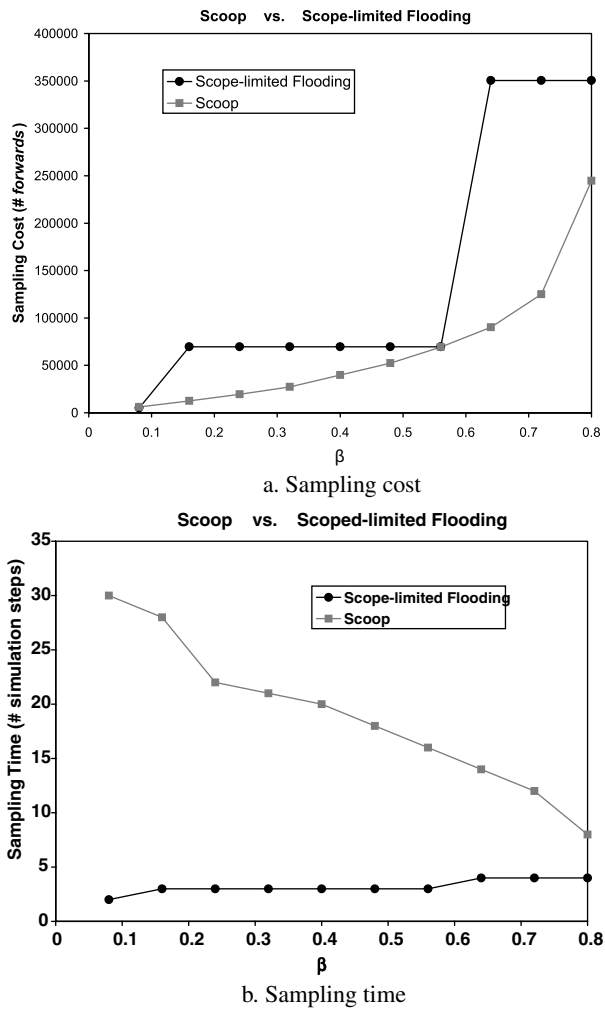 Scoop vs. Scope-limited Flooding
400000
350000
300000
250000
200000
150000
100000
50000
0
Sampling Cost (# forwards)
Scope-limited Flooding
Scoop
0 0.1 0.2 0.3 0.4 0.5 0.6 0.7 0.8
β
a. Sampling cost
Scoop vs. Scoped-limited Flooding
35
30
25
20
15
10
5
0
Sampling Time (# simulation steps)
Scope-limited Flooding
Scoop
0 0.1 0.2 0.3 0.4 0.5 0.6 0.7 0.8
β
b. Sampling time